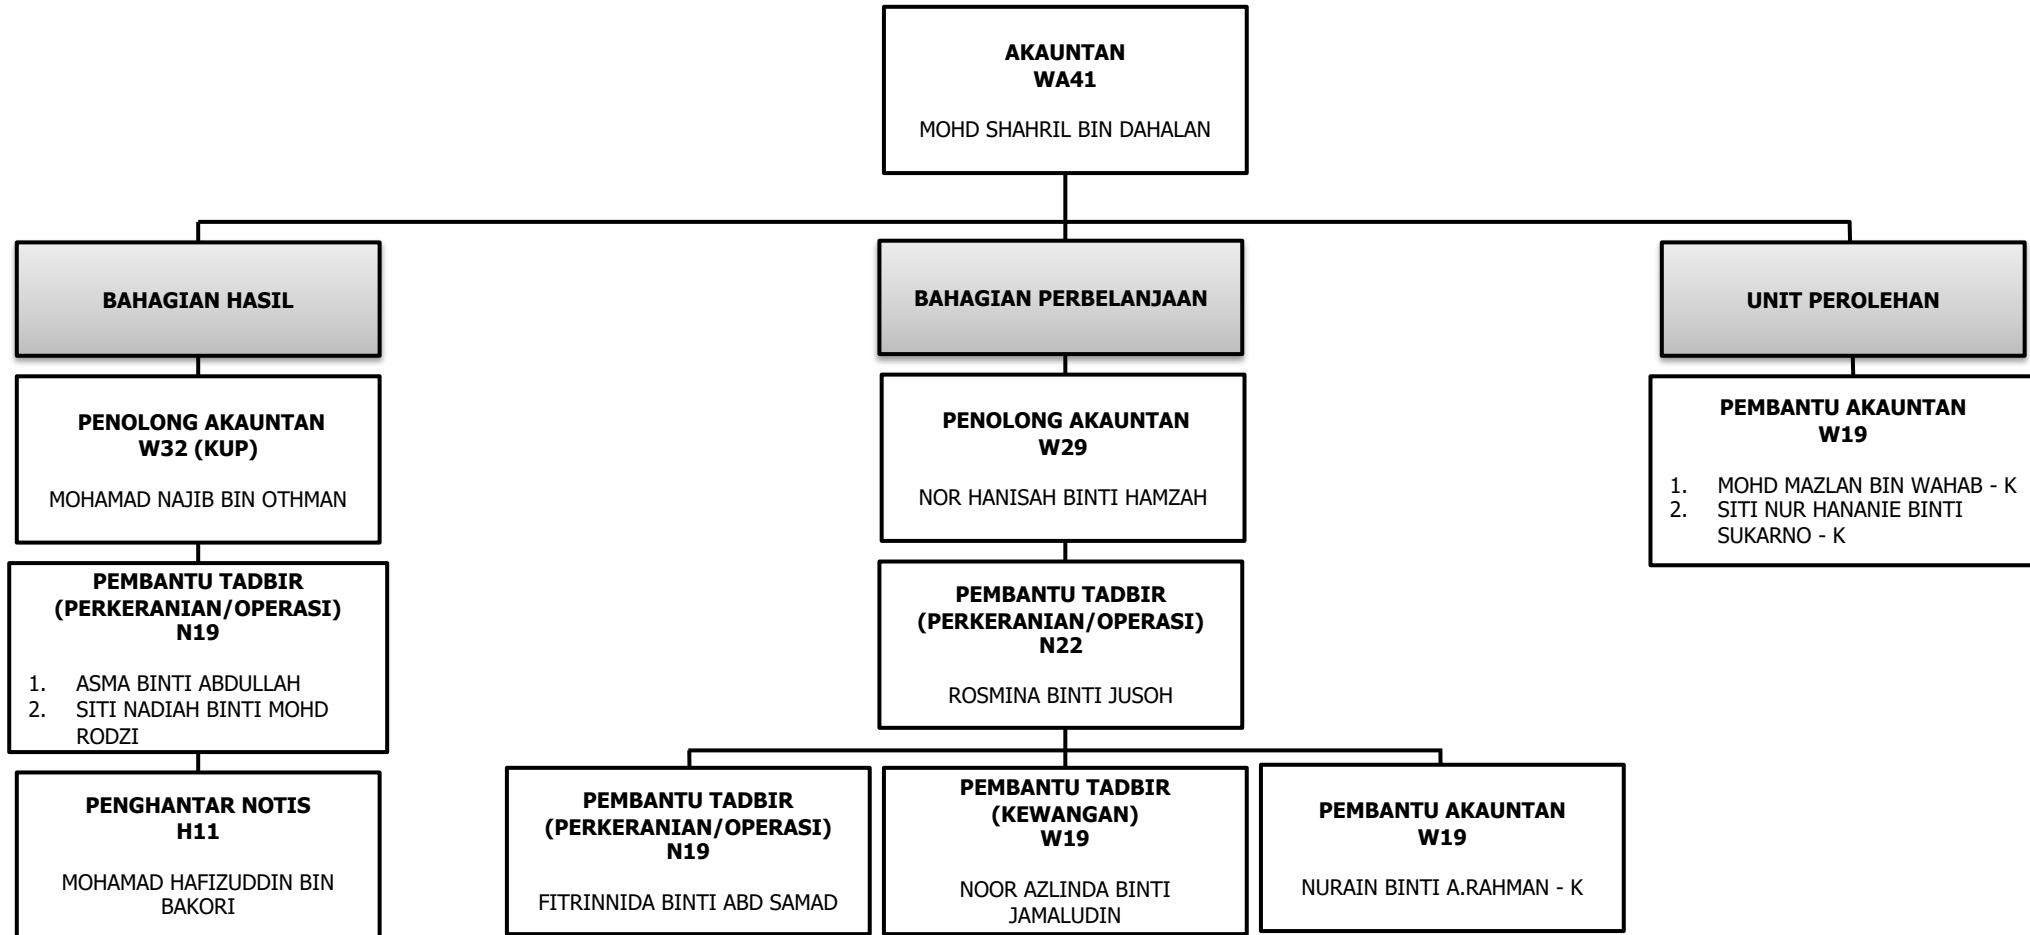 AKAUNTAN
WA41
MOHD SHAHRIL BIN DAHALAN
BAHAGIAN HASIL
BAHAGIAN PERBELANJAAN
UNIT PEROLEHAN
PENOLONG AKAUNTAN
W32 (KUP)
MOHAMAD NAJIB BIN OTHMAN
PENOLONG AKAUNTAN
W29
NOR HANISAH BINTI HAMZAH
PEMBANTU AKAUNTAN
W19
1. MOHD MAZLAN BIN WAHAB - K
2. SITI NUR HANANIE BINTI
SUKARNO - K
PEMBANTU TADBIR
(PERKERANIAN/OPERASI)
N19
1. ASMA BINTI ABDULLAH
2. SITI NADIAH BINTI MOHD
RODZI
PEMBANTU TADBIR
(PERKERANIAN/OPERASI)
N22
ROSMINA BINTI JUSOH
PENGHANTAR NOTIS
H11
MOHAMAD HAFIZUDDIN BIN
BAKORI
PEMBANTU TADBIR
(PERKERANIAN/OPERASI)
N19
FITRINNIDA BINTI ABD SAMAD
PEMBANTU TADBIR
(KEWANGAN)
W19
NOOR AZLINDA BINTI
JAMALUDIN
PEMBANTU AKAUNTAN
W19
NURAIN BINTI A.RAHMAN - K